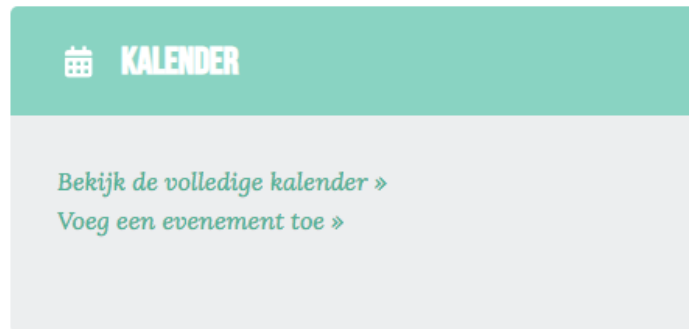 KALENDER
Bekijk de volledige kalender »
Voeg een evenement toe »